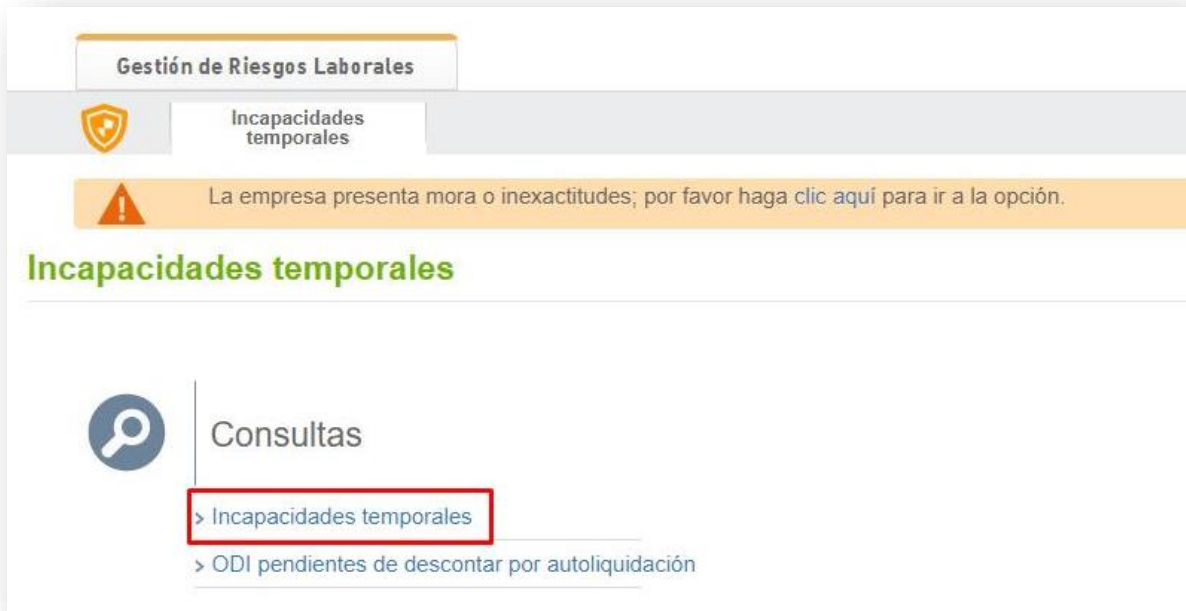 Gestión de Riesgos Laborales
Incapacidades
temporales
La empresa presenta mora o inexactitudes; por favor haga clic aquí para ir a la opción.
Incapacidades temporales
Consultas
> Incapacidades temporales
> ODI pendientes de descontar por autoliquidación